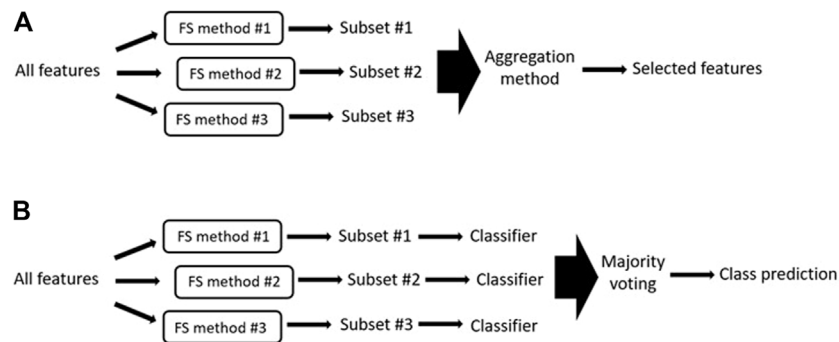 A
FS method #1 Subset #1
All features FS method #2 Subset #2 Aggregation method Selected features
FS method #3 Subset #3
B
FS method #1 Subset #1 Classifier
All features FS method #2 Subset #2 Classifier Majority voting Class prediction
FS method #3 Subset #3 Classifier